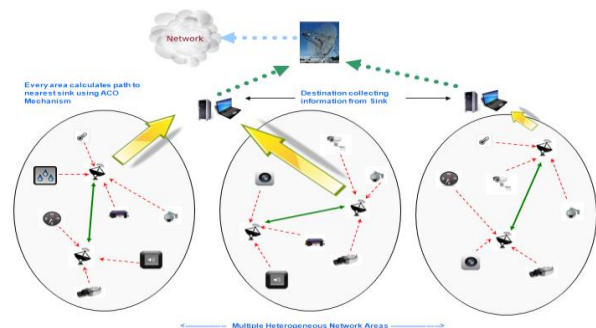 Network
Every area calculates path to
nearest sink using ACO
Mechanism
Destination collecting
information from Sink
Multiple Heterogeneous Network Areas